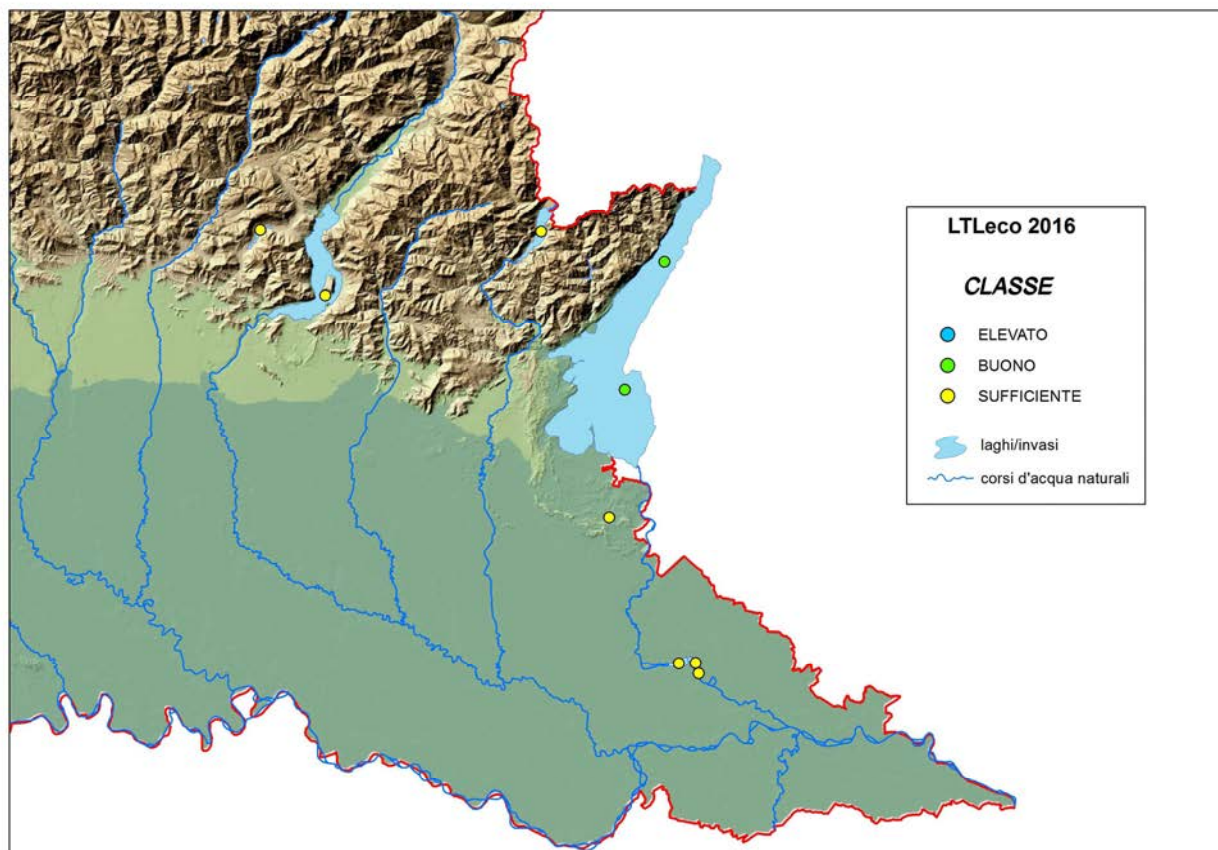 LTLeco 2016
CLASSE
ELEVATO
BUONO
SUFFICIENTE
laghi/invasi
corsi d'acqua naturali